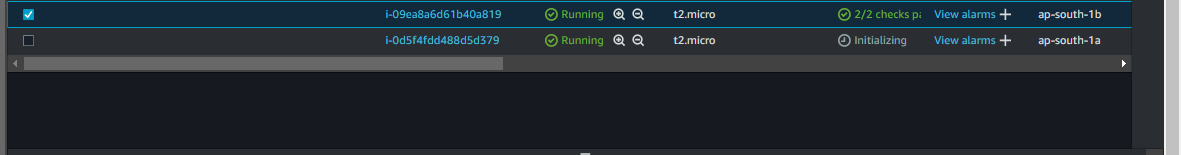 i-09ea8a6d61b40a819 Running t2.micro 2/2 checks pa View alarms + ap-south-1b
i-0d5f4fdd488d5d379 Running t2.micro Initializing View alarms + ap-south-1a